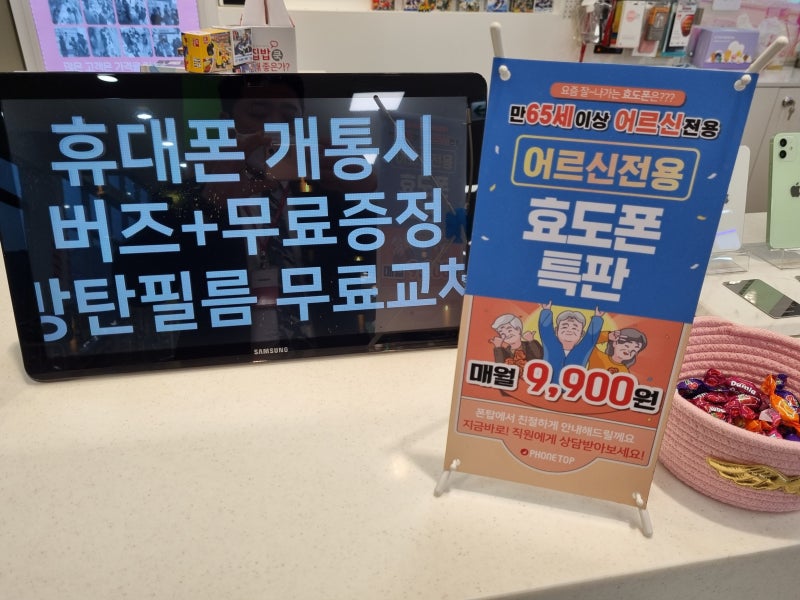 휴대폰 개통시
버즈+무료증정
방탄필름 무료교체
SAMSUNG
요즘 잘~나가는 효도폰은???
만65세이상 어르신전용
어르신전용
효도폰
특판
매월 9,900원
폰탑에서 친절하게 안내해드릴께요
지금바로! 직원에게 상담받아보세요!
PHONETOP